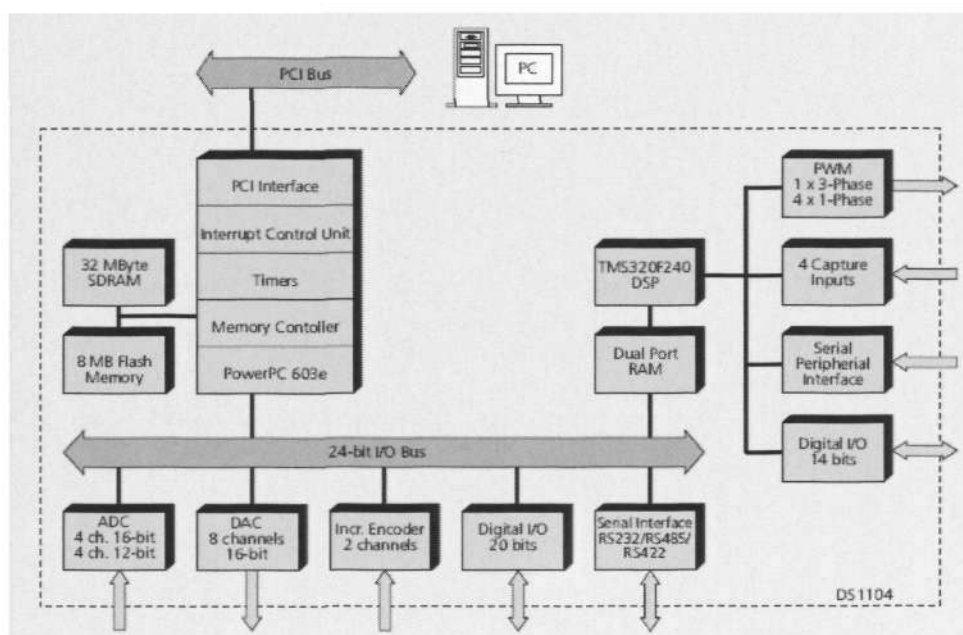 PCI Bus
PC
PCI Interface
Interrupt Control Unit
Timers
Memory Contoller
PowerPC 603e
32 MByte
SDRAM
8 MB Flash
Memory
TMS320F240
DSP
Dual Port
RAM
PWM
1 x 3-Phase
4 x 1-Phase
4 Capture
Inputs
Serial
Peripherial
Interface
Digital I/O
14 bits
24-bit I/O Bus
ADC
4 ch. 16-bit
4 ch. 12-bit
DAC
8 channels
16-bit
Incr. Encoder
2 channels
Digital I/O
20 bits
Serial Interface
RS232/RS485/
RS422
DS1104